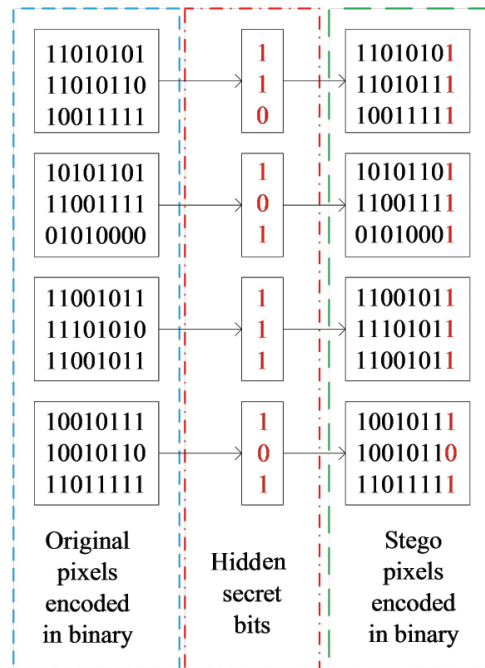 11010101 1 11010101
11010110 1 11010111
10011111 0 10011111
10101101 1 10101101
11001111 0 11001111
01010000 1 01010001
11001011 1 11001011
11101010 1 11101011
11001011 1 11001011
10010111 1 10010111
10010110 0 10010110
11011111 1 11011111
Original
pixels
encoded
in binary
Hidden
secret
bits
Stego
pixels
encoded
in binary